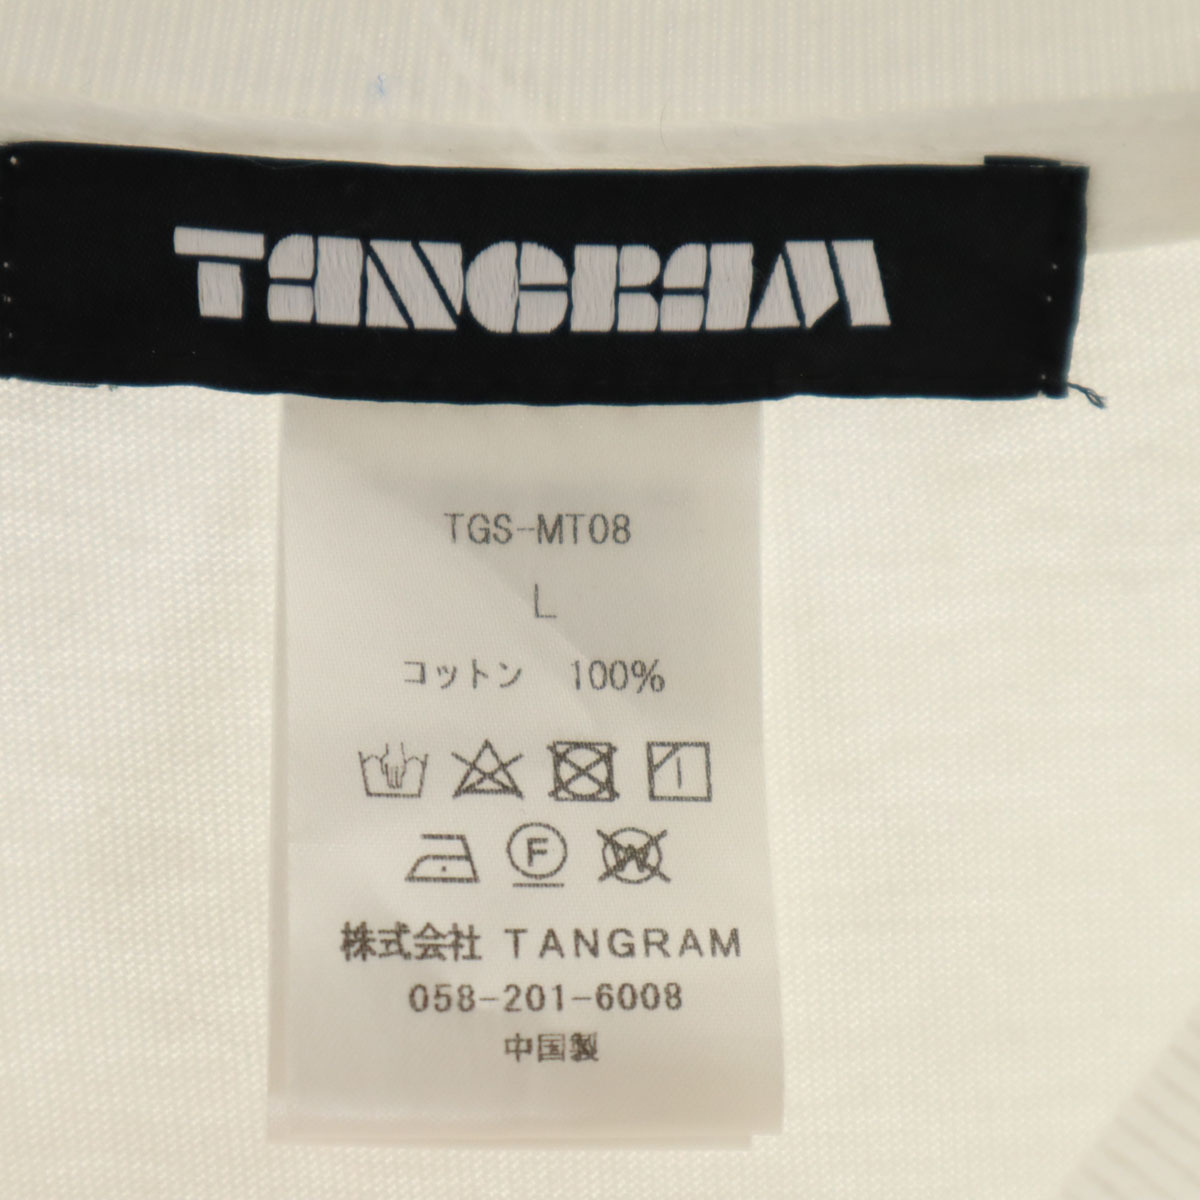 TANGRAM
TGS-MT08
L
コットン 100%
F
W
株式会社 TANGRAM
058-201-6008
中国製